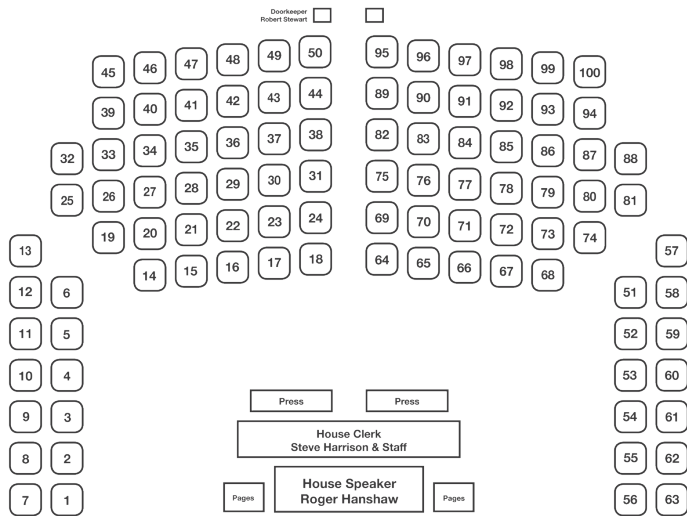 Doorkeeper
Robert Stewart
45 46 47 48 49 50 95 96 97 98 99 100
39 40 41 42 43 44 89 90 91 92 93 94
32 33 34 35 36 37 38 82 83 84 85 86 87 88
25 26 27 28 29 30 31 75 76 77 78 79 80 81
19 20 21 22 23 24 69 70 71 72 73 74
13 57
14 15 16 17 18 64 65 66 67 68
12 6 51 58
11 5 52 59
10 4 53 60
9 3 54 61
8 2 55 62
7 1 56 63
Press Press
House Clerk
Steve Harrison & Staff
House Speaker
Roger Hanshaw
Pages Pages